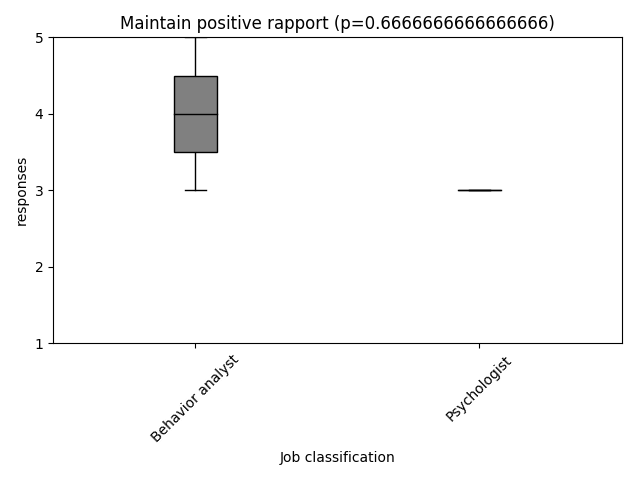 Maintain positive rapport (p=0.6666666666666666)
5
4
3
2
1
responses
Behavior analyst
Psychologist
Job classification